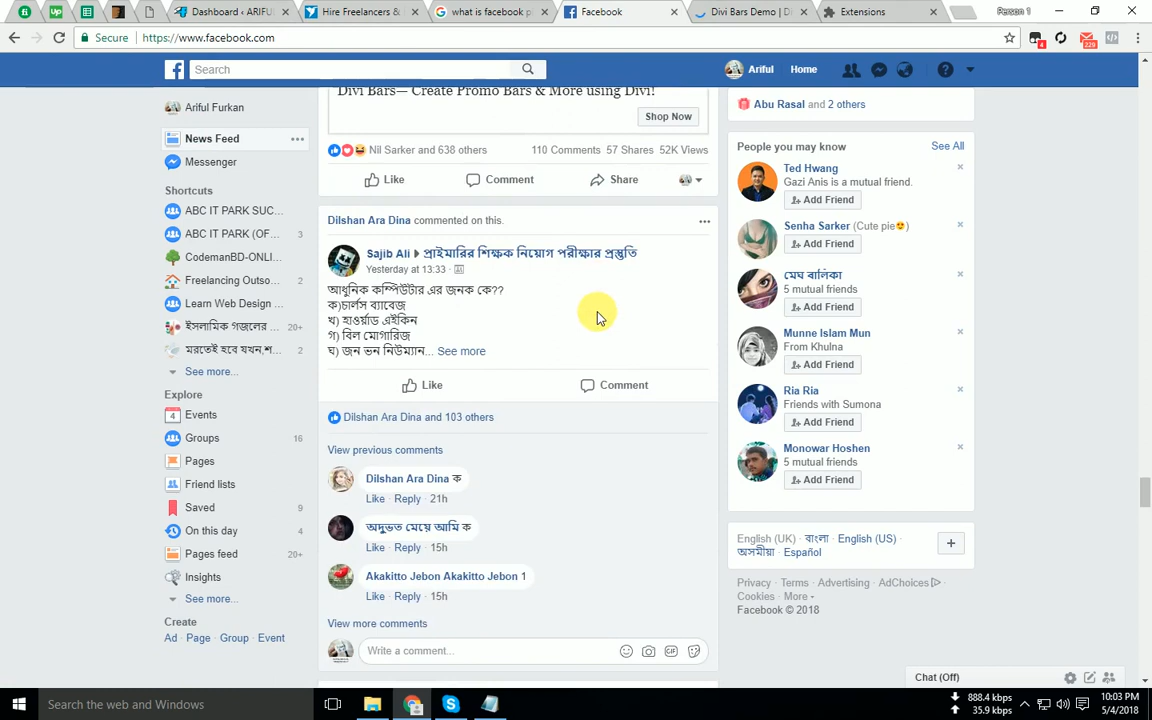 Dashboard ‹ ARIFUL
Hire Freelancers &
what is facebook pi
Facebook
Divi Bars Demo | Di
Extensions
Person 1
Secure
https://www.facebook.com
4
229
Search
Ariful
Home
Ariful Furkan
News Feed
Messenger
Shortcuts
ABC IT PARK SUC...
ABC IT PARK (OF...
3
CodemanBD-ONLI...
Freelancing Outso...
Learn Web Design ...
ইসলামিক গজলের ...
20+
মরতেই হবে যখন,শ...
2
See more...
Explore
4
Events
Groups
16
Pages
Friend lists
Saved
9
On this day
4
Pages feed
20+
Insights
See more...
Create
Ad · Page · Group · Event
Divi Bars— Create Promo Bars & More using Divi!
Shop Now
Nil Sarker and 638 others
110 Comments 57 Shares 52K Views
Like
Comment
Share
Dilshan Ara Dina commented on this.
Sajib Ali
প্রাইমারির শিক্ষক নিয়োগ পরীক্ষার প্রস্তুতি
Yesterday at 13:33 ·
আধুনিক কম্পিউটার এর জনক কে??
ক)চার্লস ব্যাবেজ
খ) হাওর্য়াড এইকিন
গ) বিল মোগারিজ
ঘ) জন ভন নিউম্যান... See more
Like
Comment
Dilshan Ara Dina and 103 others
View previous comments
Dilshan Ara Dina ক
Like · Reply · 21h
অদ্ভুত মেয়ে আমি ক
Like · Reply · 15h
Akakitto Jebon Akakitto Jebon 1
Like · Reply · 15h
View more comments
Write a comment...
GIF
Abu Rasal and 2 others
People you may know
See All
Ted Hwang
Gazi Anis is a mutual friend.
Add Friend
Senha Sarker (Cute pie😍)
Add Friend
মেঘ বালিকা
5 mutual friends
Add Friend
Munne Islam Mun
From Khulna
Add Friend
Ria Ria
Friends with Sumona
Add Friend
Monowar Hoshen
5 mutual friends
Add Friend
English (UK) · বাংলা · English (US) ·
অসমীয়া · Español
Privacy · Terms · Advertising · AdChoices
Cookies · More
Facebook © 2018
Chat (Off)
Search the web and Windows
888.4 kbps
35.9 kbps
10:03 PM
5/4/2018